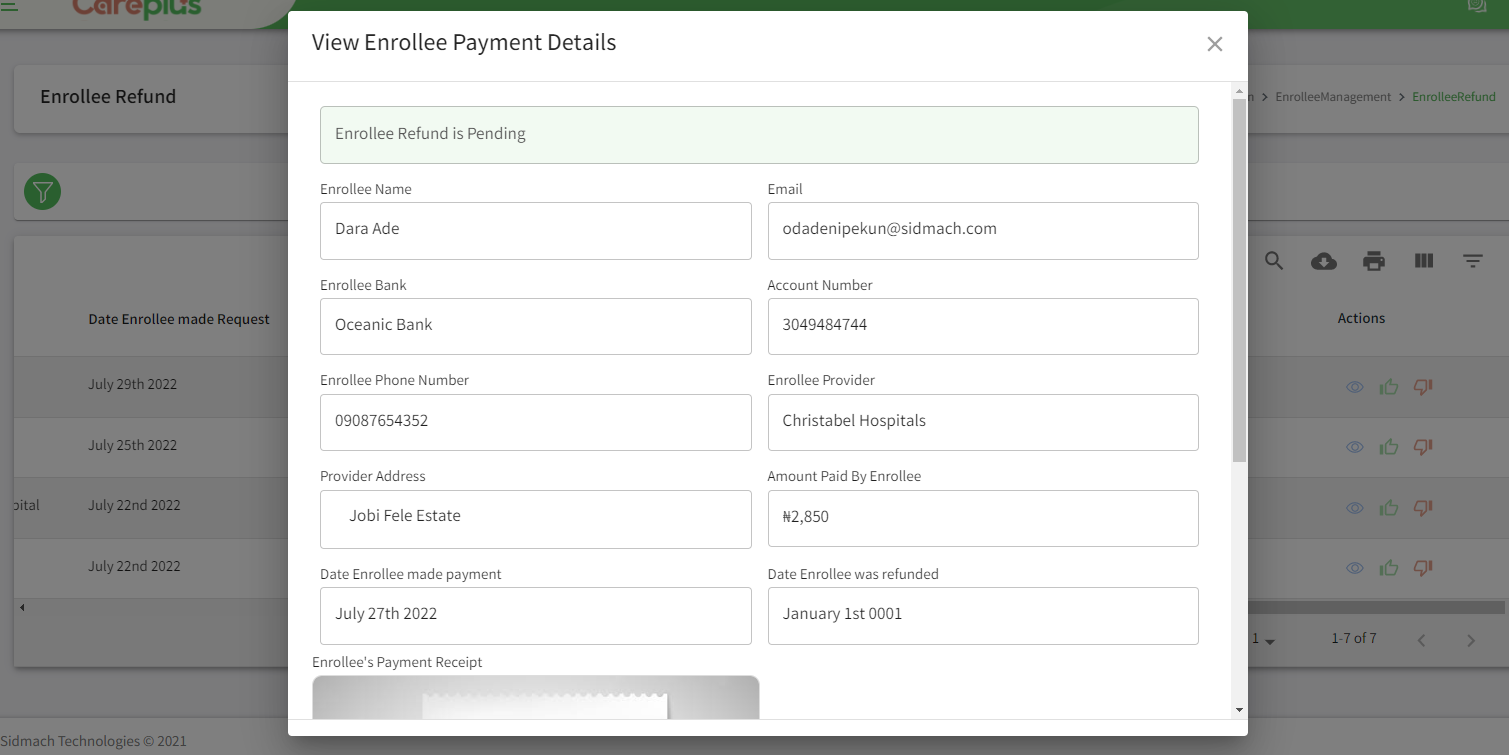 Careplus
View Enrollee Payment Details
Enrollee Refund
EnrolleeManagement > EnrolleeRefund
Enrollee Refund is Pending
Enrollee Name
Email
Dara Ade
odadenipekun@sidmach.com
Enrollee Bank
Account Number
Oceanic Bank
3049484744
Date Enrollee made Request
Actions
Enrollee Phone Number
Enrollee Provider
July 29th 2022
09087654352
Christabel Hospitals
July 25th 2022
Provider Address
Amount Paid By Enrollee
pital
July 22nd 2022
Jobi Fele Estate
₦2,850
July 22nd 2022
Date Enrollee made payment
Date Enrollee was refunded
July 27th 2022
January 1st 0001
1
1-7 of 7
Enrollee's Payment Receipt
Sidmach Technologies © 2021